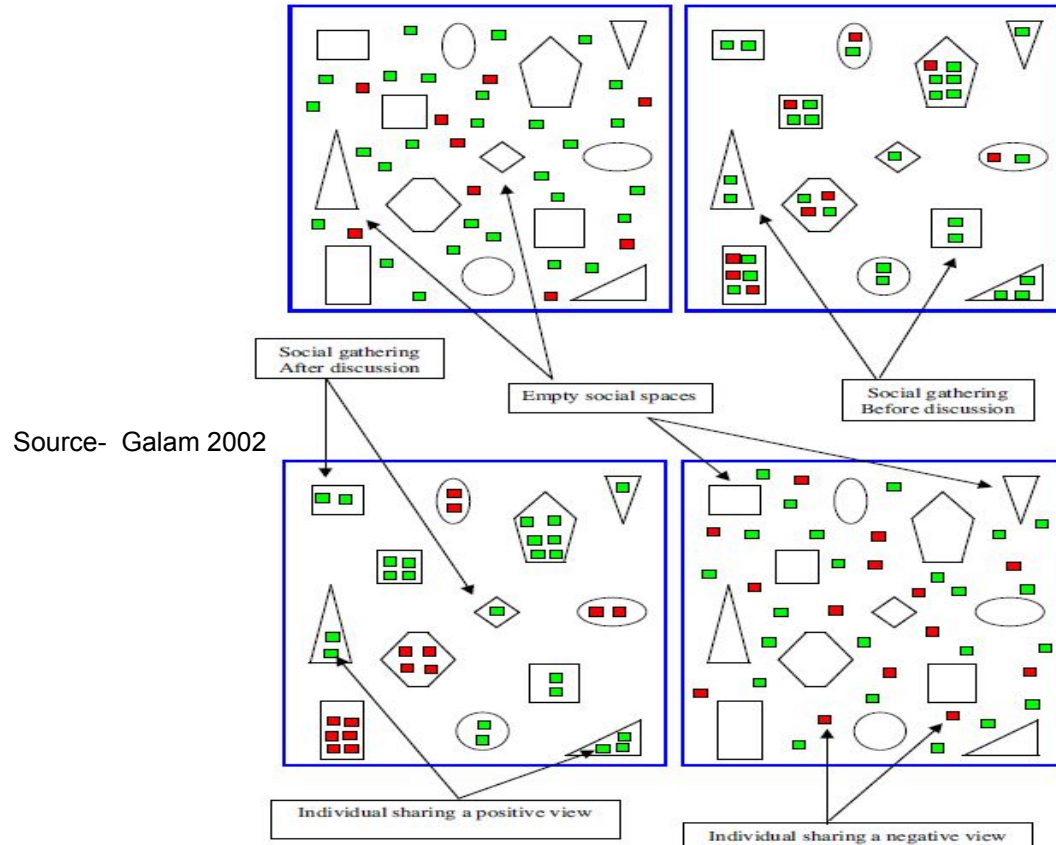 Social gathering
After discussion
Empty social spaces
Social gathering
Before discussion
Source- Galam 2002
Individual sharing a positive view
Individual sharing a negative view